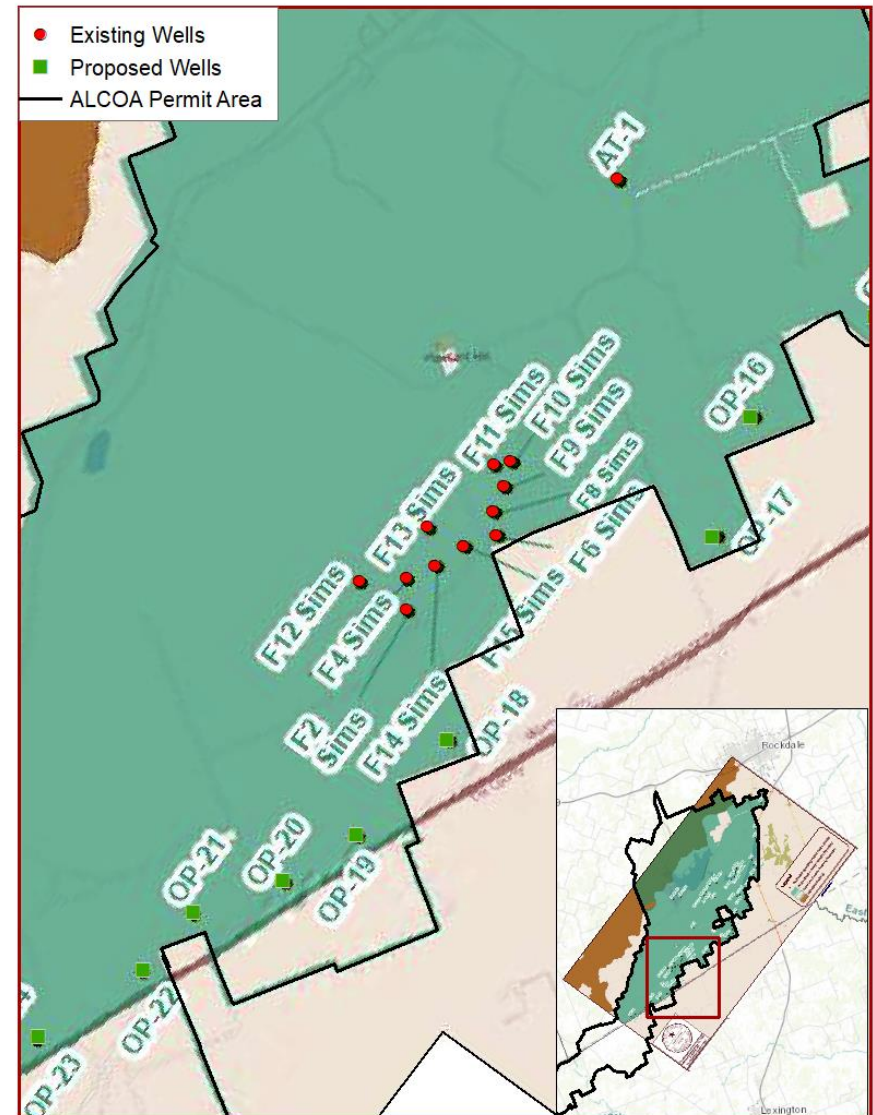 Existing Wells
Proposed Wells
ALCOA Permit Area
AT-1
OP-16
F10 Sims
F11 Sims
F9 Sims
F8 Sims
F13 Sims
F6 Sims
OP-17
F12 Sims
F4 Sims
F15 Sims
F2
Sims
F14 Sims
OP-18
OP-21
OP-20
OP-19
OP-22
OP-23
Rockdale
East
Lexington